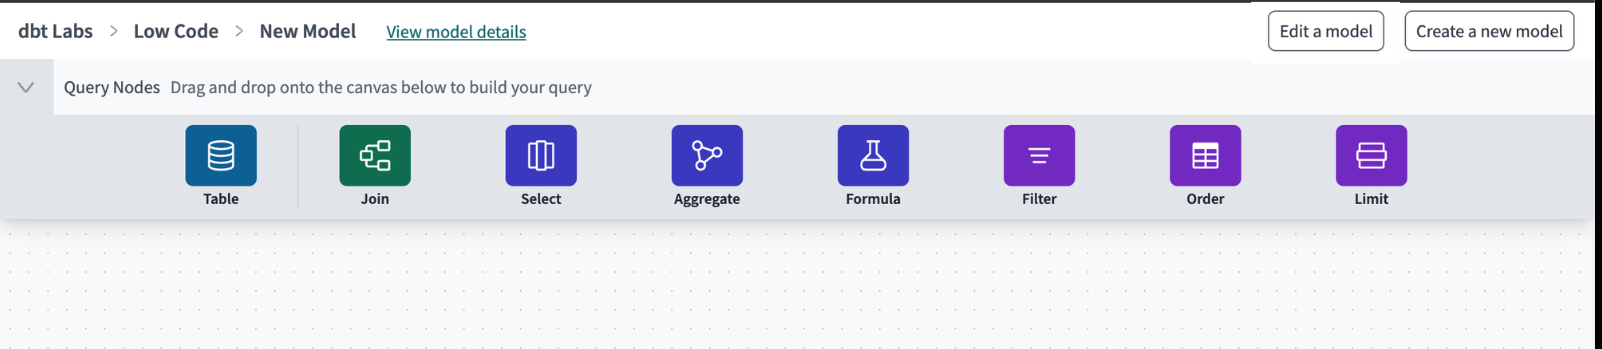 dbt Labs > Low Code > New Model View model details Edit a model Create a new model
Query Nodes Drag and drop onto the canvas below to build your query
Table Join Select Aggregate Formula Filter Order Limit